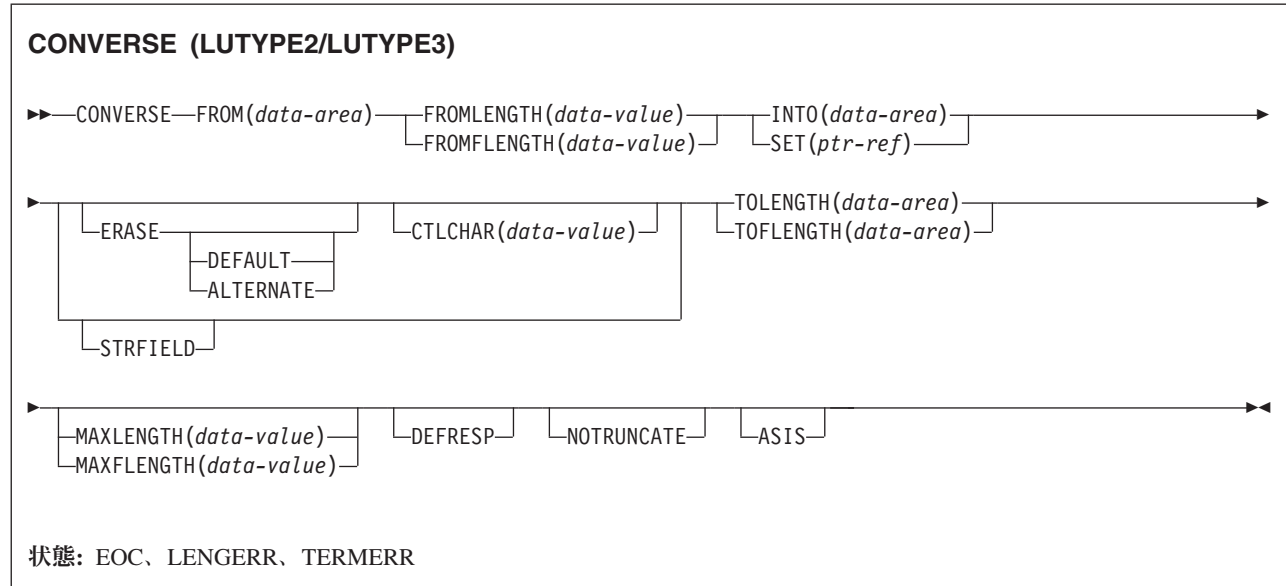 CONVERSE (LUTYPE2/LUTYPE3)
CONVERSE FROM(data-area) FROMLENGTH(data-value) INTO(data-area)
FROMFLENGTH(data-value) SET(ptr-ref)
TOLENGTH(data-area)
ERASE CTLCHAR(data-value) TOFLENGTH(data-area)
DEFAULT
ALTERNATE
STRFIELD
MAXLENGTH(data-value) DEFRESP NOTRUNCATE ASIS
MAXFLENGTH(data-value)
状態: EOC、LENGERR、TERMERR